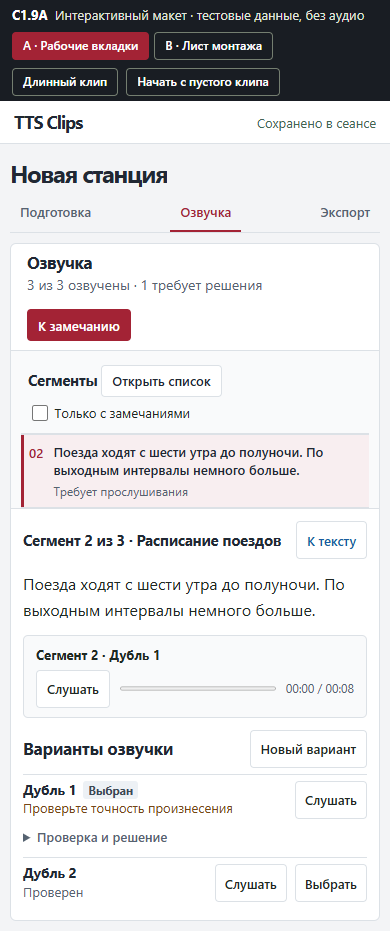 C1.9A Интерактивный макет · тестовые данные, без аудио
A · Рабочие вкладки
B · Лист монтажа
Длинный клип
Начать с пустого клипа
TTS Clips
Сохранено в сеансе
Новая станция
Подготовка
Озвучка
Экспорт
Озвучка
3 из 3 озвучены · 1 требует решения
К замечанию
Сегменты
Открыть список
Только с замечаниями
02
Поезда ходят с шести утра до полуночи. По
выходным интервалы немного больше.
Требует прослушивания
Сегмент 2 из 3 · Расписание поездов
К тексту
Поезда ходят с шести утра до полуночи. По
выходным интервалы немного больше.
Сегмент 2 · Дубль 1
Слушать
00:00 / 00:08
Варианты озвучки
Новый вариант
Дубль 1
Выбран
Проверьте точность произнесения
Слушать
Проверка и решение
Дубль 2
Проверен
Слушать
Выбрать